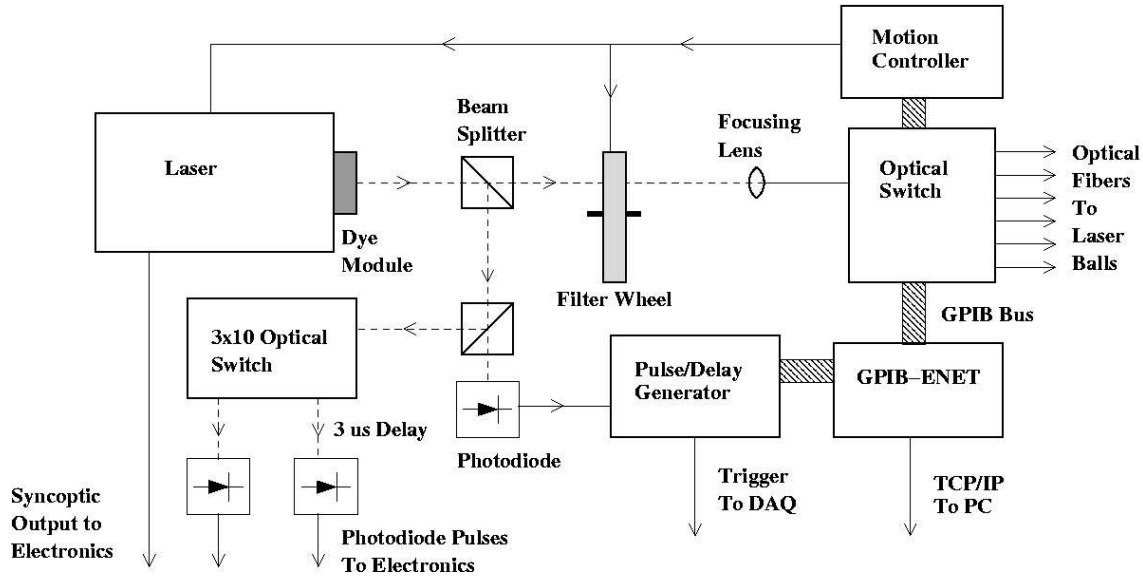 Motion
Controller
Beam
Splitter
Focusing
Lens
Laser
Optical
Switch
Optical
Fibers
To
Laser
Balls
Dye
Module
Filter Wheel
GPIB Bus
3x10 Optical
Switch
Pulse/Delay
Generator
GPIB-ENET
3 us Delay
Photodiode
Trigger
To DAQ
TCP/IP
To PC
Syncoptic
Output to
Electronics
Photodiode Pulses
To Electronics